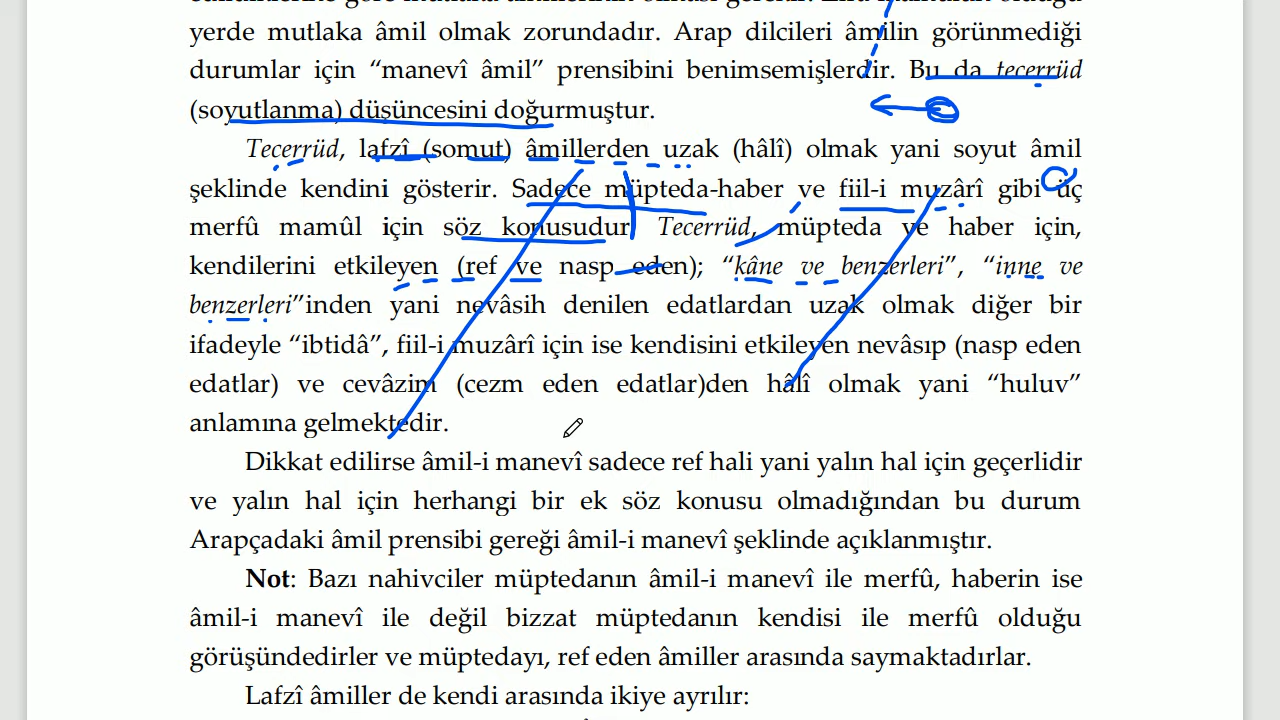 yerde mutlaka âmil olmak zorundadır. Arap dilcileri âmilin görünmediği
durumlar için “manevî âmil” prensibini benimsemişlerdir. Bu da tecerrüd
(soyutlanma) düşüncesini doğurmuştur.
Tecerrüd, lafzî (somut) âmillerden uzak (hâlî) olmak yani soyut âmil
şeklinde kendini gösterir. Sadece müpteda-haber ve fiil-i muzârî gibi üç
merfû mamûl için söz konusudur. Tecerrüd, müpteda ve haber için,
kendilerini etkileyen (ref ve nasp eden); “kâne ve benzerleri”, “inne ve
benzerleri”inden yani nevâsih denilen edatlardan uzak olmak diğer bir
ifadeyle “ibtidâ”, fiil-i muzârî için ise kendisini etkileyen nevâsıp (nasp eden
edatlar) ve cevâzim (cezm eden edatlar)den hâlî olmak yani “huluv”
anlamına gelmektedir.
Dikkat edilirse âmil-i manevî sadece ref hali yani yalın hal için geçerlidir
ve yalın hal için herhangi bir ek söz konusu olmadığından bu durum
Arapçadaki âmil prensibi gereği âmil-i manevî şeklinde açıklanmıştır.
Not: Bazı nahivciler müptedanın âmil-i manevî ile merfû, haberin ise
âmil-i manevî ile değil bizzat müptedanın kendisi ile merfû olduğu
görüşündedirler ve müptedayı, ref eden âmiller arasında saymaktadırlar.
Lafzî âmiller de kendi arasında ikiye ayrılır: